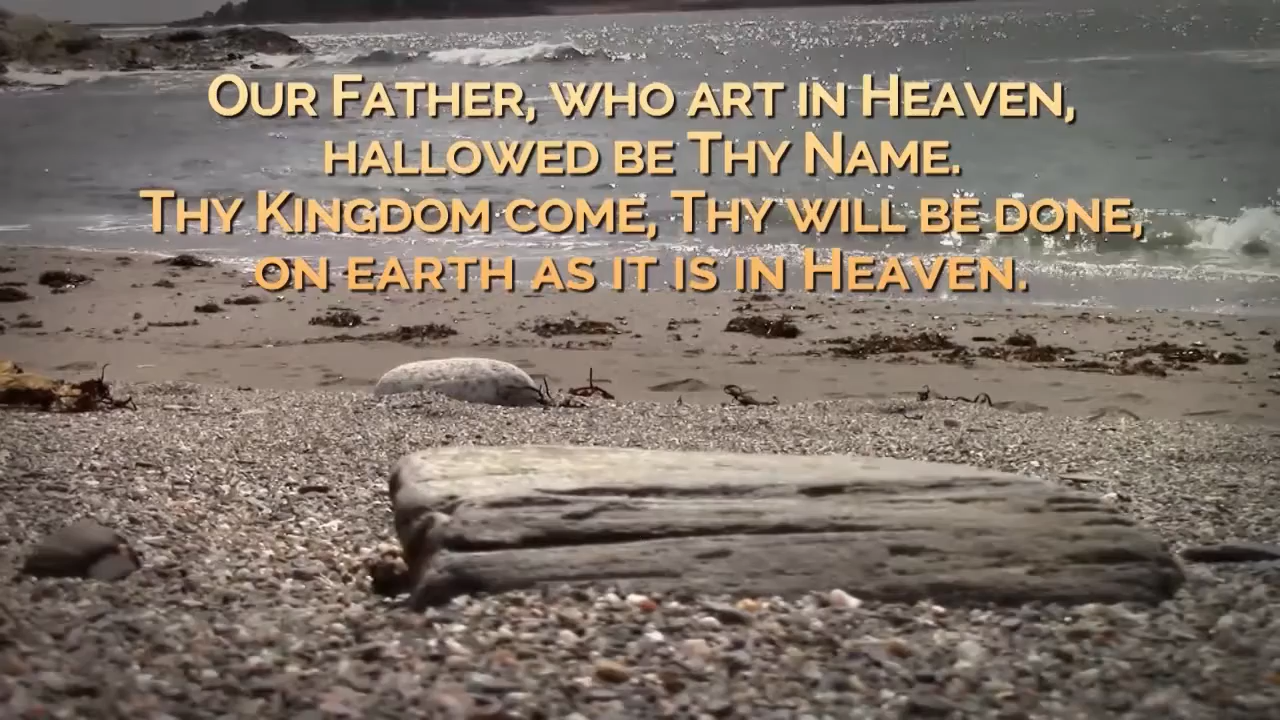 Our Father, who art in Heaven,
hallowed be Thy Name.
Thy Kingdom come, Thy will be done,
on earth as it is in Heaven.